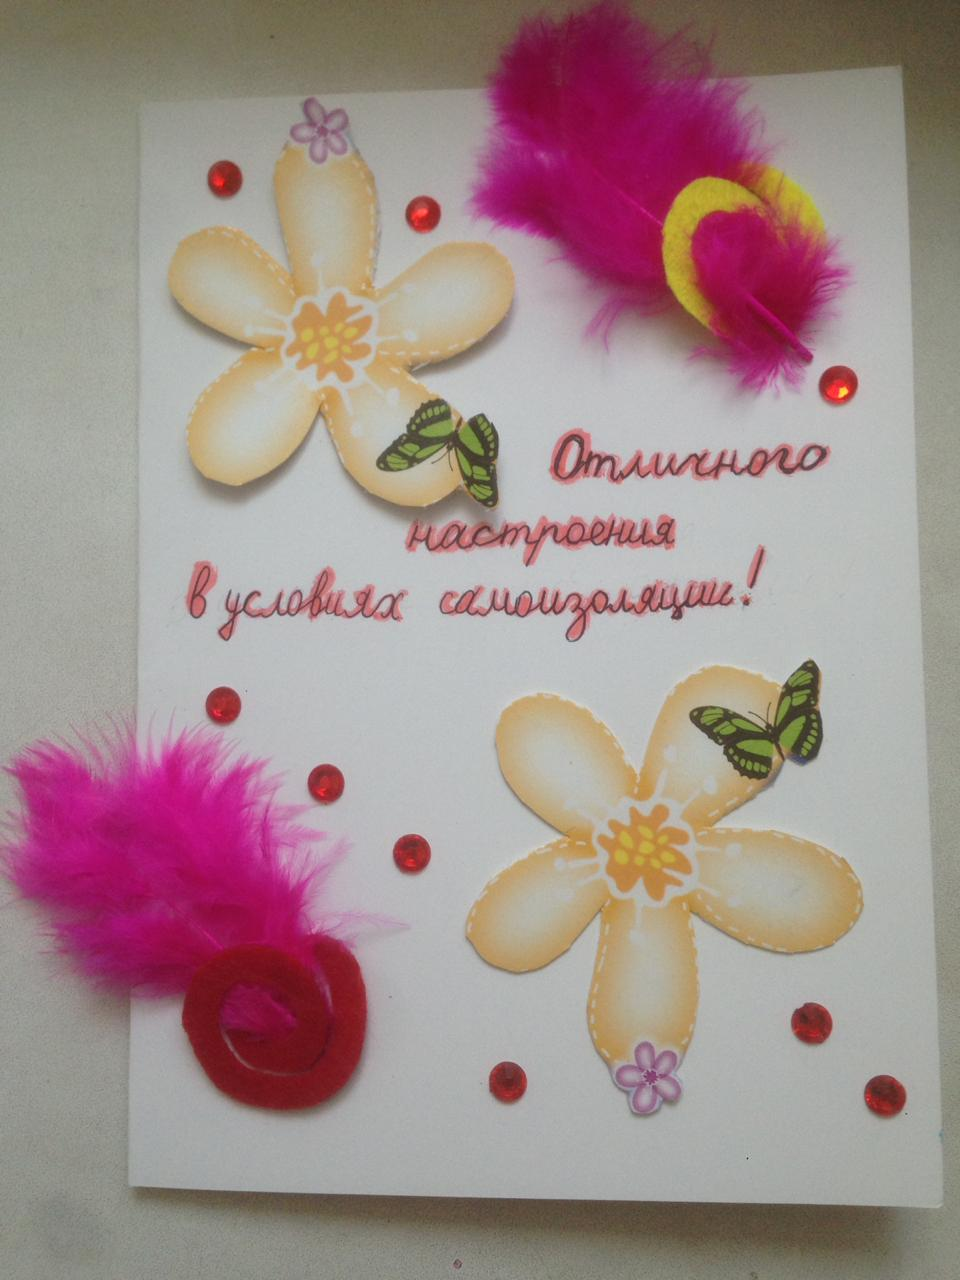 Отличного
настроения
в условиях самоизоляции!